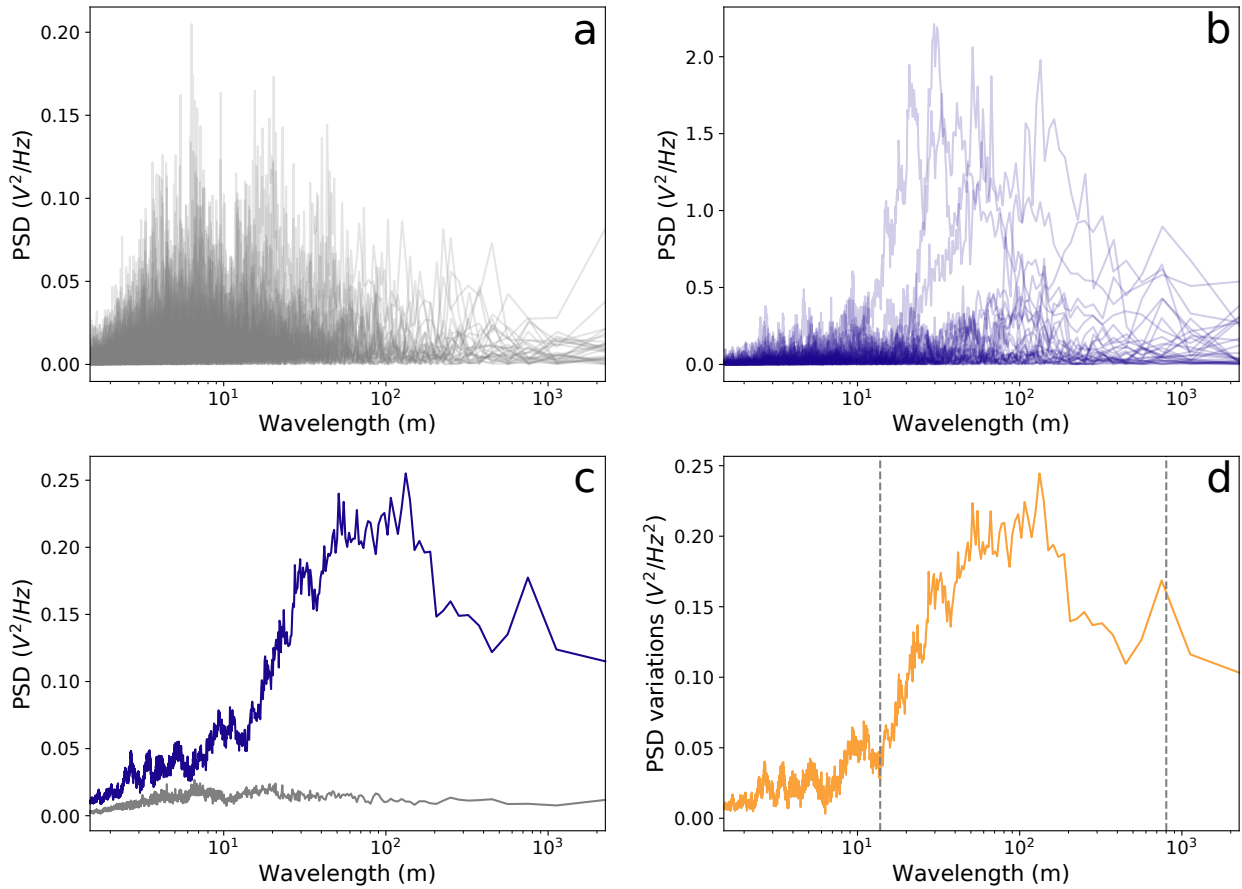 a
PSD (V²/Hz)
0.20
0.15
0.10
0.05
0.00
10¹ 10² 10³
Wavelength (m)
b
PSD (V²/Hz)
2.0
1.5
1.0
0.5
0.0
10¹ 10² 10³
Wavelength (m)
c
PSD (V²/Hz)
0.25
0.20
0.15
0.10
0.05
0.00
10¹ 10² 10³
Wavelength (m)
d
PSD variations (V²/Hz²)
0.25
0.20
0.15
0.10
0.05
0.00
10¹ 10² 10³
Wavelength (m)